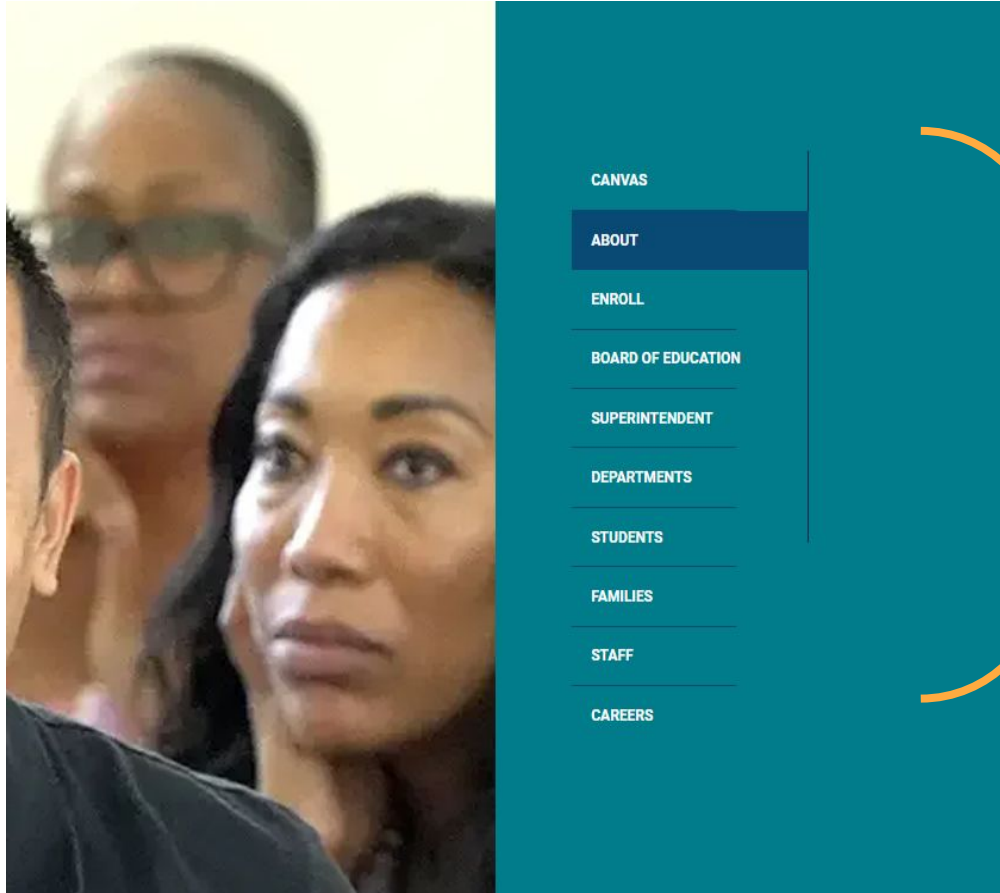 CANVAS
ABOUT
ENROLL
BOARD OF EDUCATION
SUPERINTENDENT
DEPARTMENTS
STUDENTS
FAMILIES
STAFF
CAREERS